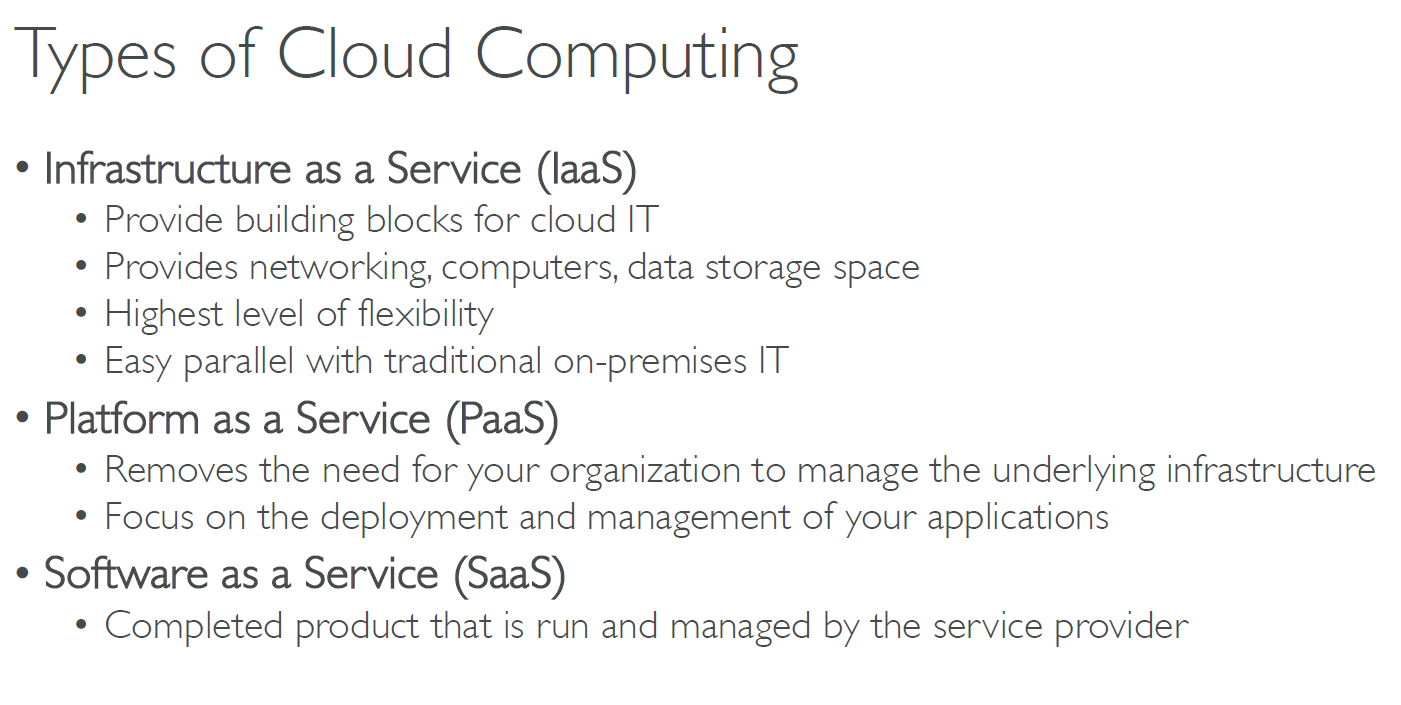 Types of Cloud Computing
• Infrastructure as a Service (IaaS)
• Provide building blocks for cloud IT
• Provides networking, computers, data storage space
• Highest level of flexibility
• Easy parallel with traditional on-premises IT
• Platform as a Service (PaaS)
• Removes the need for your organization to manage the underlying infrastructure
• Focus on the deployment and management of your applications
• Software as a Service (SaaS)
• Completed product that is run and managed by the service provider